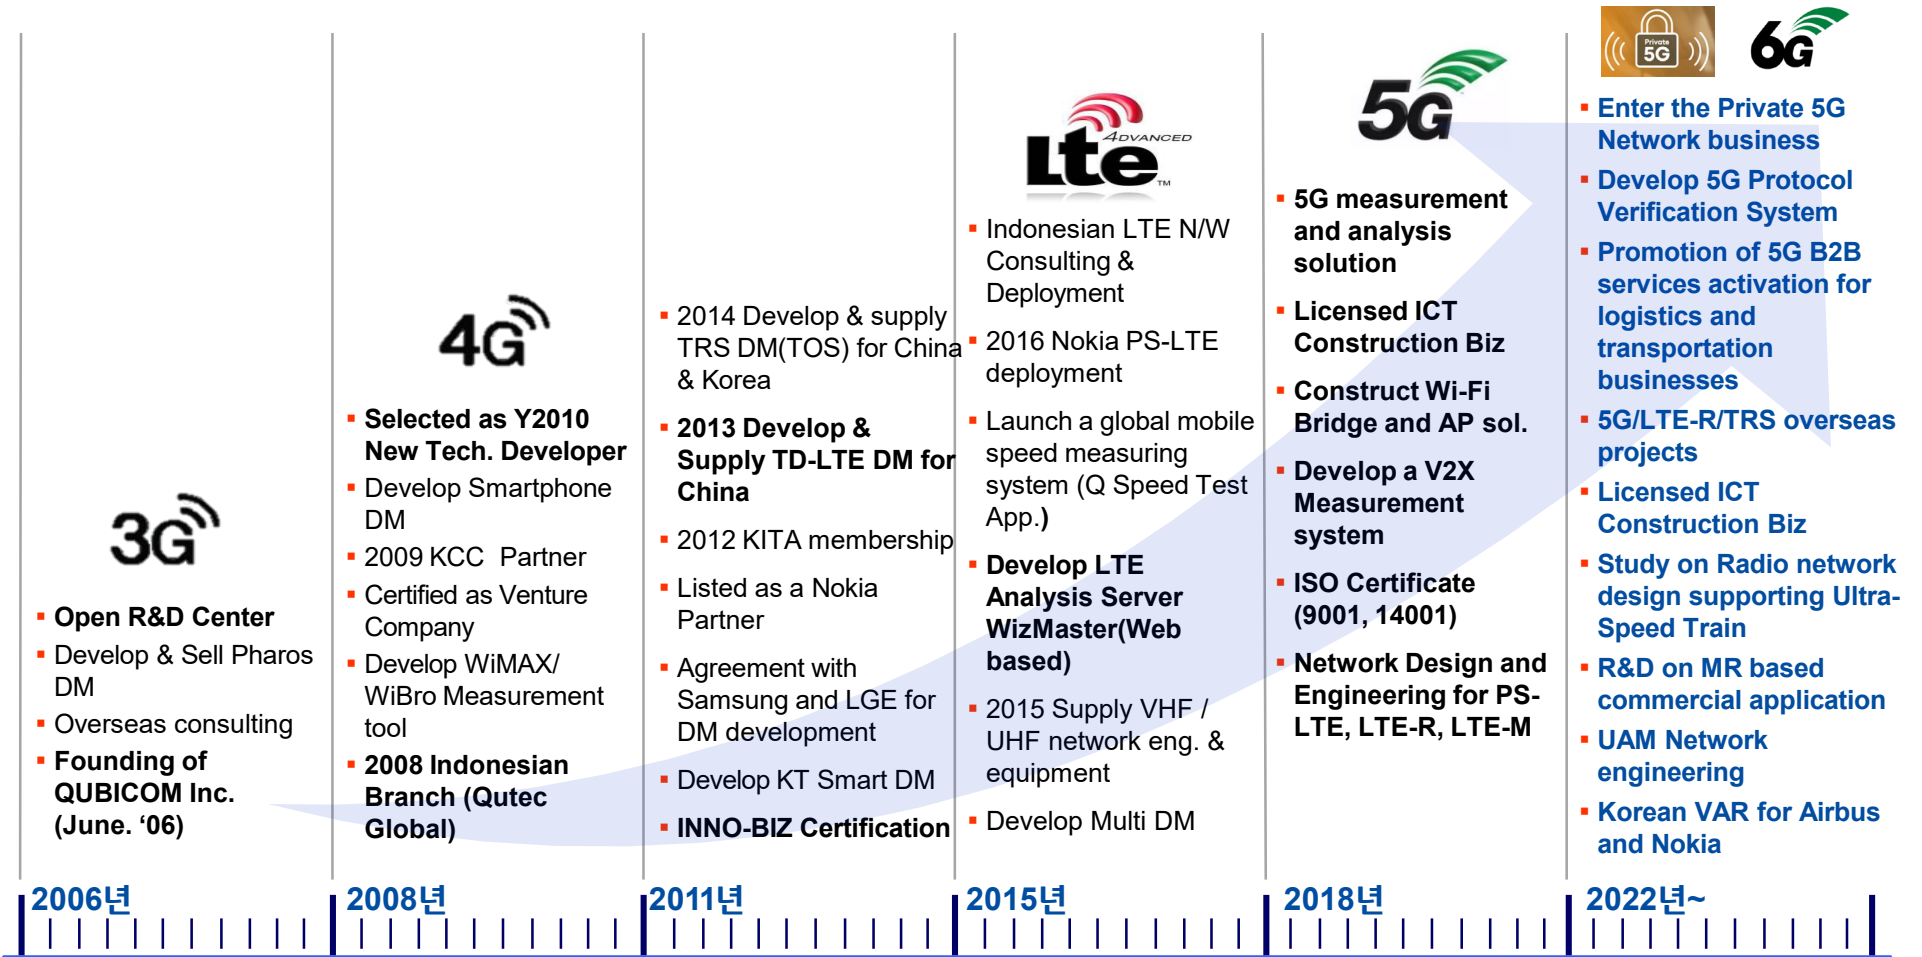 3G
Open R&D Center
Develop & Sell Pharos
DM
Overseas consulting
Founding of
QUBICOM Inc.
(June. ‘06)
2006년
4G
Selected as Y2010
New Tech. Developer
Develop Smartphone
DM
2009 KCC  Partner
Certified as Venture
Company
Develop WiMAX/
WiBro Measurement
tool
2008 Indonesian
Branch (Qutec
Global)
2008년
2014 Develop & supply
TRS DM(TOS) for China
& Korea
2013 Develop &
Supply TD-LTE DM for
China
2012 KITA membership
Listed as a Nokia
Partner
Agreement with
Samsung and LGE for
DM development
Develop KT Smart DM
INNO-BIZ Certification
2011년
ADVANCED
Lte TM
Indonesian LTE N/W
Consulting &
Deployment
2016 Nokia PS-LTE
deployment
Launch a global mobile
speed measuring
system (Q Speed Test
App.)
Develop LTE
Analysis Server
WizMaster(Web
based)
2015 Supply VHF /
UHF network eng. &
equipment
Develop Multi DM
2015년
5G
5G measurement
and analysis
solution
Licensed ICT
Construction Biz
Construct Wi-Fi
Bridge and AP sol.
Develop a V2X
Measurement
system
ISO Certificate
(9001, 14001)
Network Design and
Engineering for PS-
LTE, LTE-R, LTE-M
2018년
Private
5G
6G
Enter the Private 5G
Network business
Develop 5G Protocol
Verification System
Promotion of 5G B2B
services activation for
logistics and
transportation
businesses
5G/LTE-R/TRS overseas
projects
Licensed ICT
Construction Biz
Study on Radio network
design supporting Ultra-
Speed Train
R&D on MR based
commercial application
UAM Network
engineering
Korean VAR for Airbus
and Nokia
2022년~